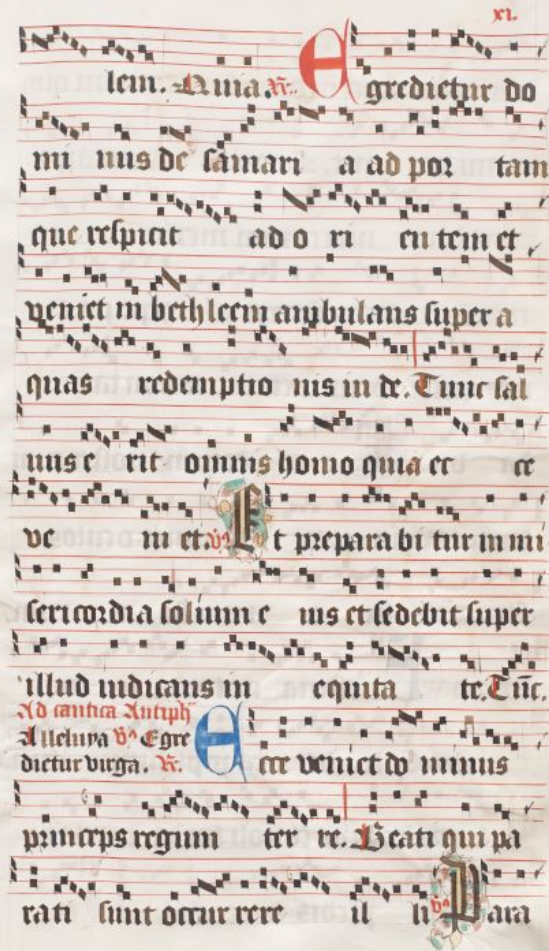 xi.
lem. Quia. R. Egredietur do
mi nus de samari a ad por tam
que respicit ad o ri en tem et
veniet in bethleem ambulans super a
quas redemptio nis iu de. Tunc sal
uus e rit omnis homo quia ec ce
ve ni et. V. Et preparabitur in mi
sericordia solium e ius et sedebit super
illud iudicans in equita te. Tūc.
Ad cantica Antiph
Alleluya V. Egre
dietur virga. R. Ecce veniet do minus
princeps regum ter re. Beati qui pa
rati sunt occur rere il li V. Para